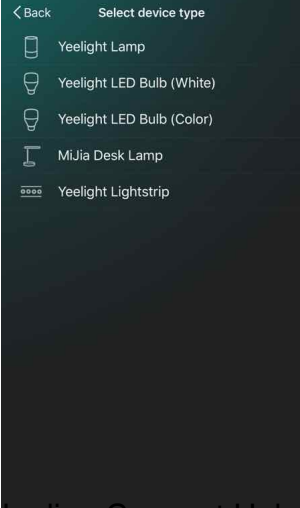 Back Select device type
Yeelight Lamp
Yeelight LED Bulb (White)
Yeelight LED Bulb (Color)
MiJia Desk Lamp
Yeelight Lightstrip